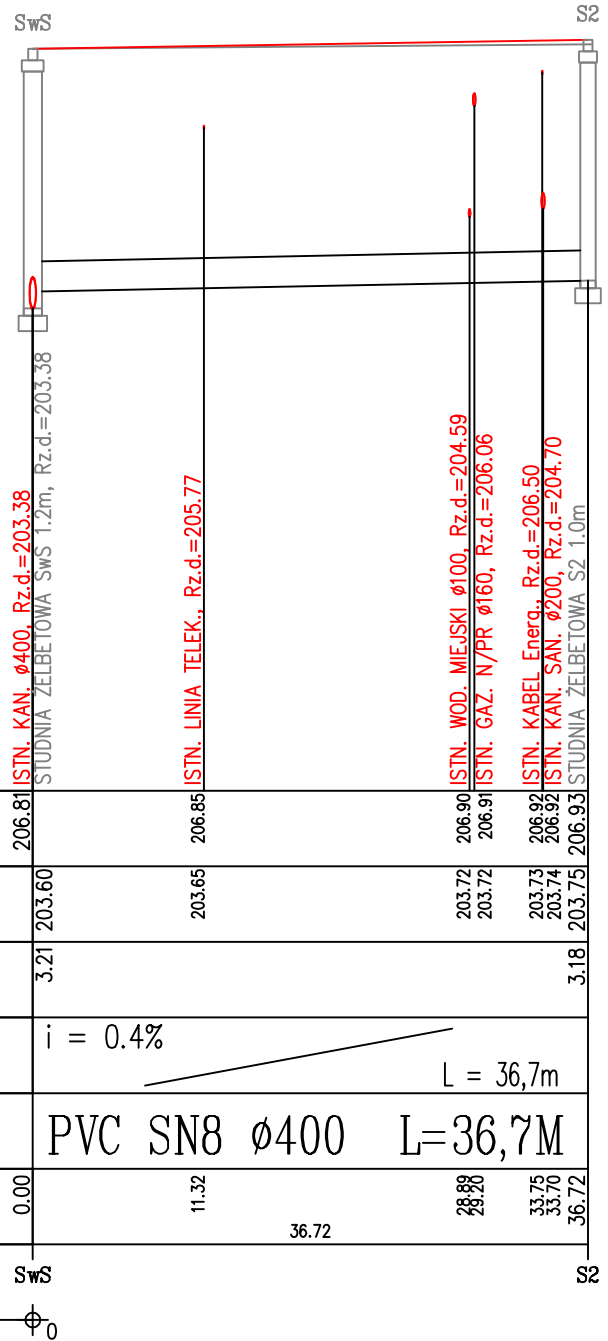 SwS
S2
ISTN. KAN. ø400, Rz.d.=203.38
STUDNIA ŻELBETOWA SwS 1.2m, Rz.d.=203.38
ISTN. LINIA TELEK., Rz.d.=205.77
ISTN. WOD. MIEJSKI ø100, Rz.d.=204.59
ISTN. GAZ. N/PR ø160, Rz.d.=206.06
ISTN. KABEL Energ., Rz.d.=206.50
ISTN. KAN. SAN. ø200, Rz.d.=204.70
STUDNIA ŻELBETOWA S2 1.0m
206.81
206.85
206.90
206.91
206.92
206.92
206.93
203.60
203.65
203.72
203.72
203.73
203.74
203.75
3.21
3.18
i = 0.4%
L = 36,7m
PVC SN8 ø400 L=36,7M
0.00
11.32
28.89
29.20
33.75
33.70
36.72
36.72
SwS
S2
0